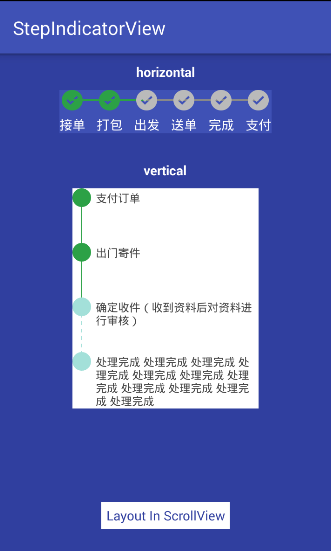 StepIndicatorView
horizontal
接单 打包 出发 送单 完成 支付
vertical
支付订单
出门寄件
确定收件（收到资料后对资料进
行审核）
处理完成 处理完成 处理完成 处
理完成 处理完成 处理完成 处理
完成 处理完成 处理完成 处理完
成 处理完成
Layout In ScrollView